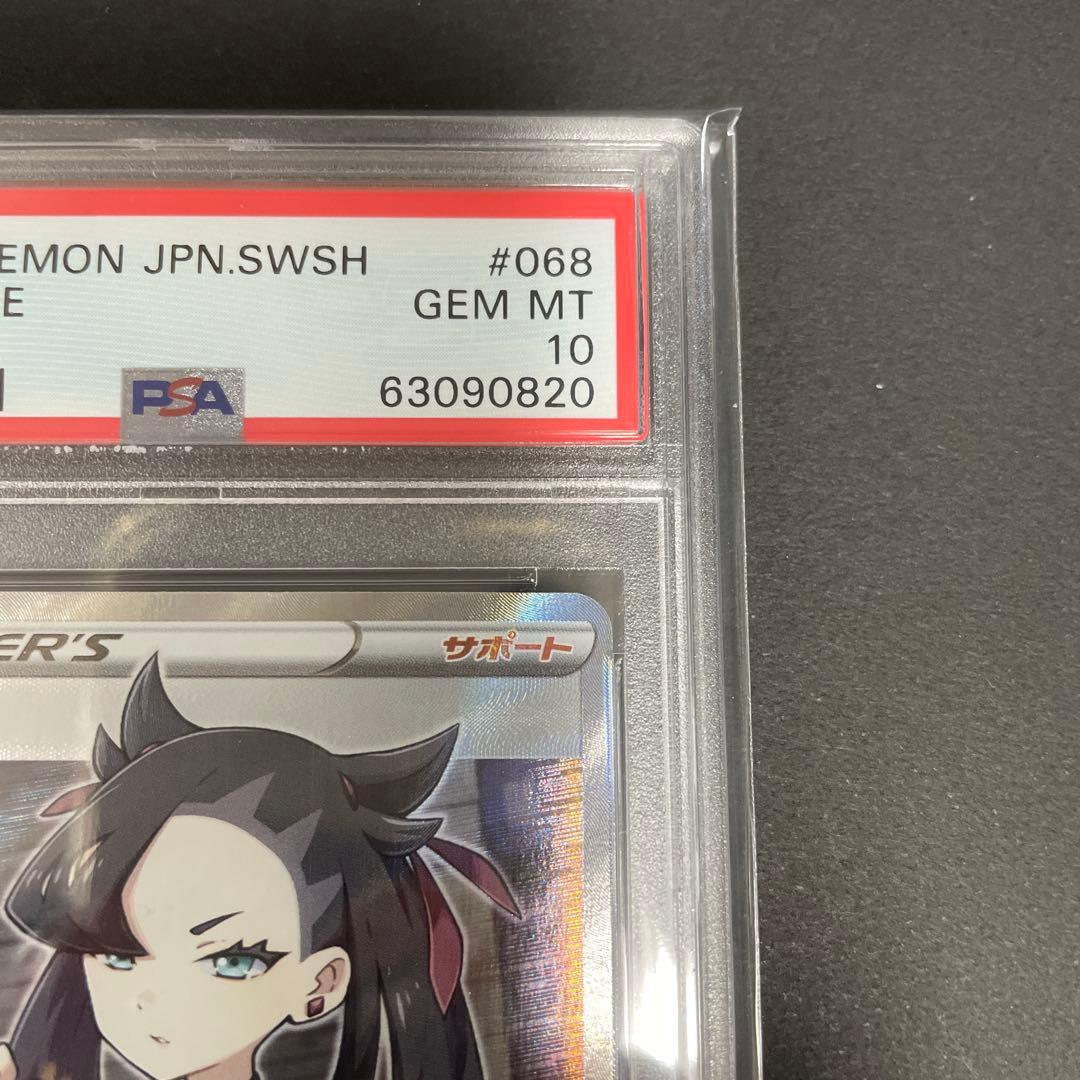 EMON JPN.SWSH #068
E GEM MT
10
PSA 63090820
ER'S サポート